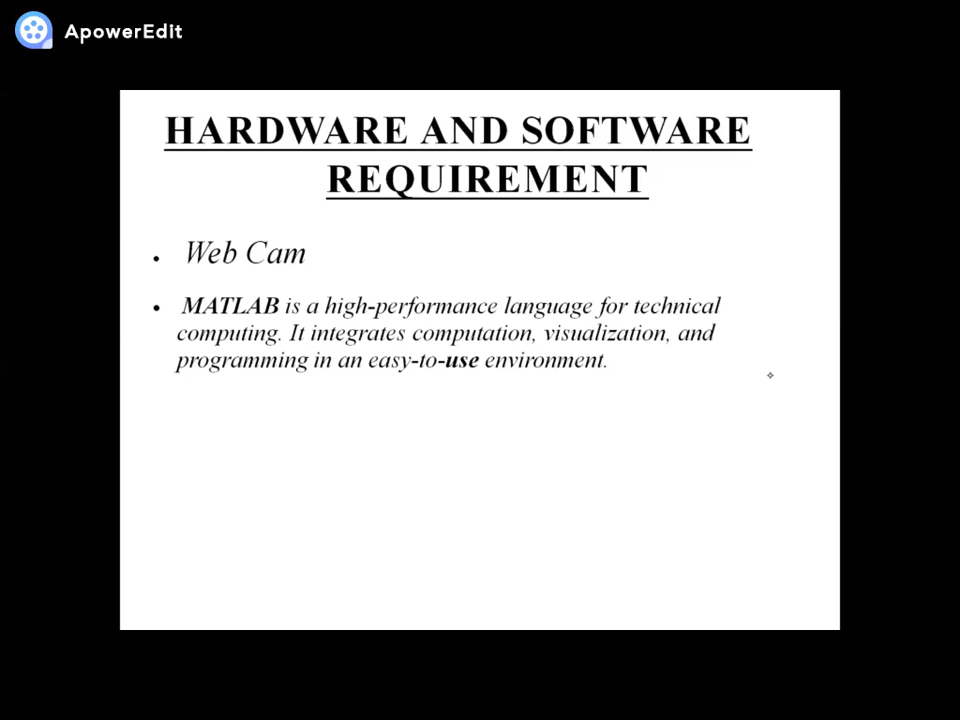 ApowerEdit
HARDWARE AND SOFTWARE
REQUIREMENT
• Web Cam
• MATLAB is a high-performance language for technical
computing. It integrates computation, visualization, and
programming in an easy-to-use environment.